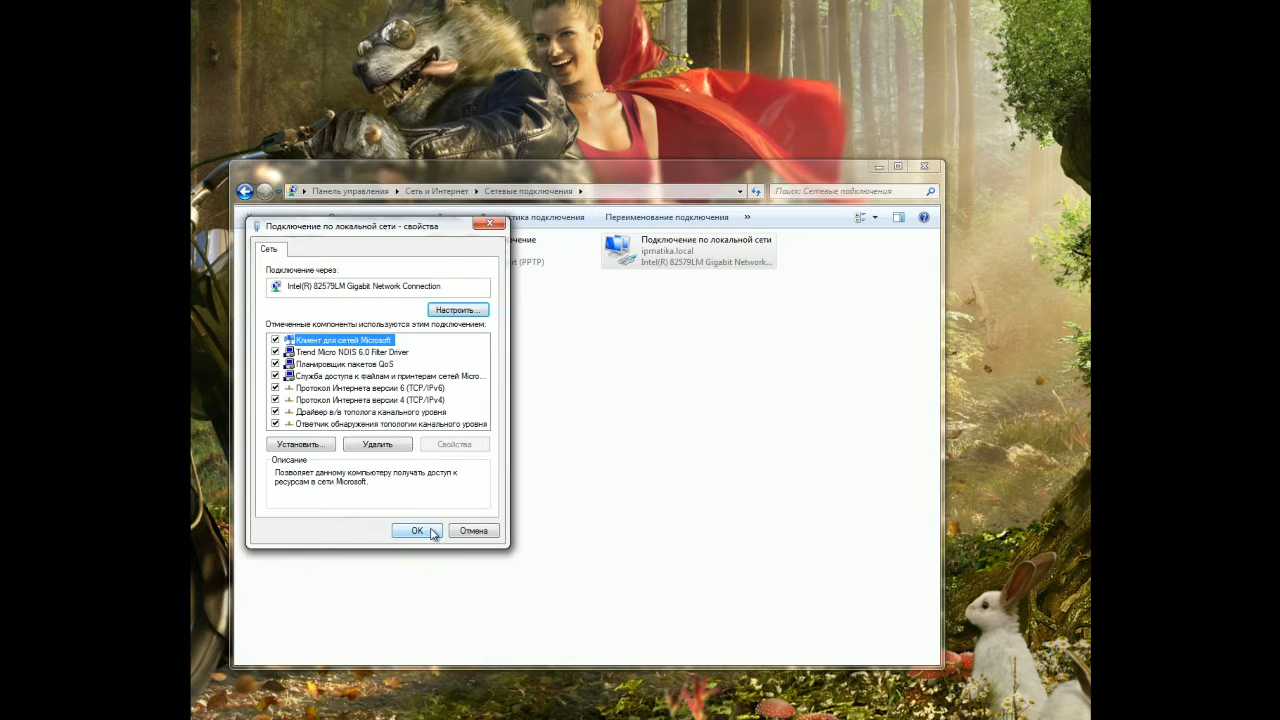 Панель управления ▸ Сеть и Интернет ▸ Сетевые подключения ▸
Поиск: Сетевые подключения
подключения
Переименование подключения »
Подключение по локальной сети - свойства
Сеть
Подключение через:
Intel(R) 82579LM Gigabit Network Connection
Настроить...
Отмеченные компоненты используются этим подключением:
Клиент для сетей Microsoft
Trend Micro NDIS 6.0 Filter Driver
Планировщик пакетов QoS
Служба доступа к файлам и принтерам сетей Micro...
Протокол Интернета версии 6 (TCP/IPv6)
Протокол Интернета версии 4 (TCP/IPv4)
Драйвер в/в тополога канального уровня
Ответчик обнаружения топологии канального уровня
Установить...
Удалить
Свойства
Описание
Позволяет данному компьютеру получать доступ к
ресурсам в сети Microsoft.
OK
Отмена
(PPTP)
Подключение по локальной сети
ipmatika.local
Intel(R) 82579LM Gigabit Network...